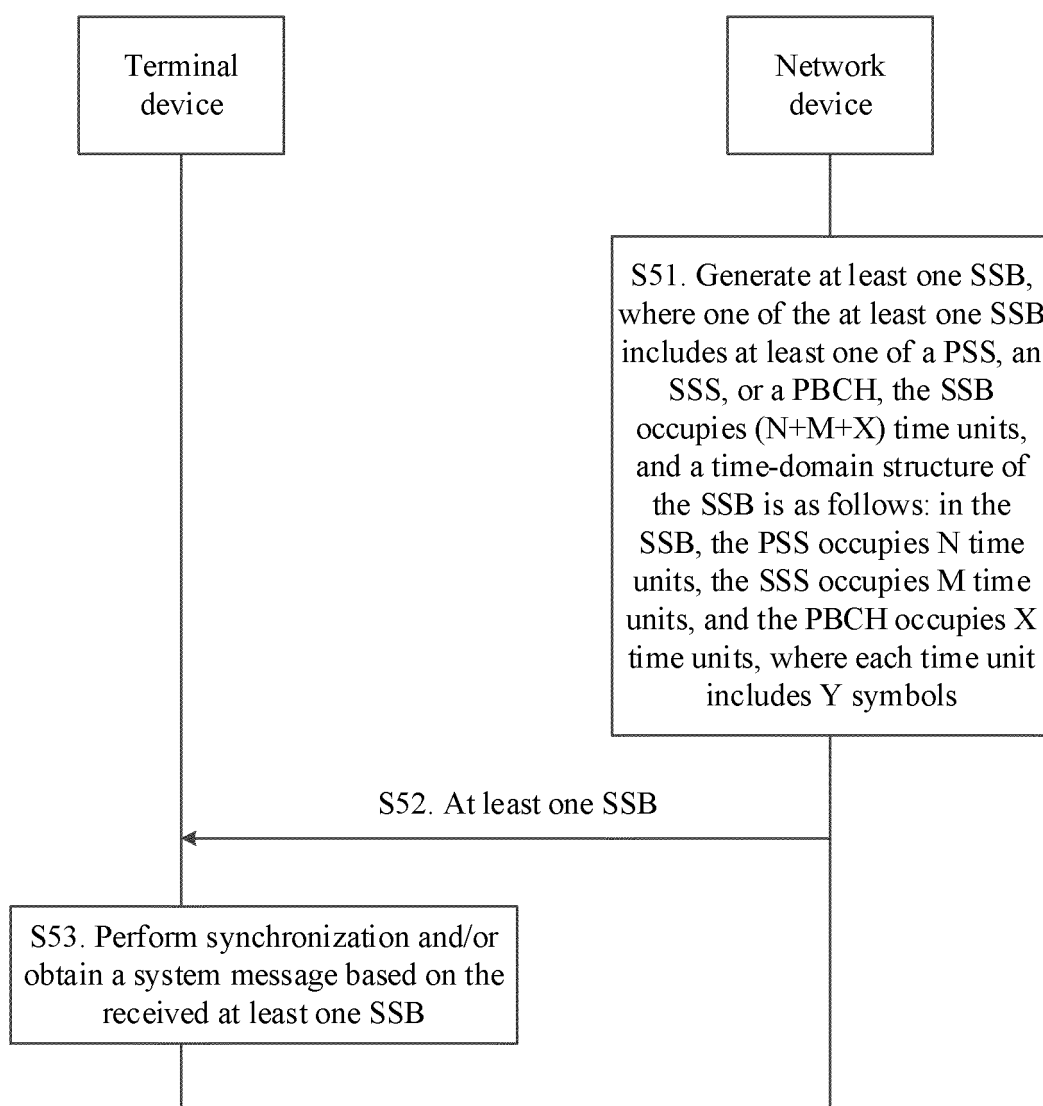 Terminal
device
Network
device
S51. Generate at least one SSB,
where one of the at least one SSB
includes at least one of a PSS, an
SSS, or a PBCH, the SSB
occupies (N+M+X) time units,
and a time-domain structure of
the SSB is as follows: in the
SSB, the PSS occupies N time
units, the SSS occupies M time
units, and the PBCH occupies X
time units, where each time unit
includes Y symbols
S52. At least one SSB
S53. Perform synchronization and/or
obtain a system message based on the
received at least one SSB